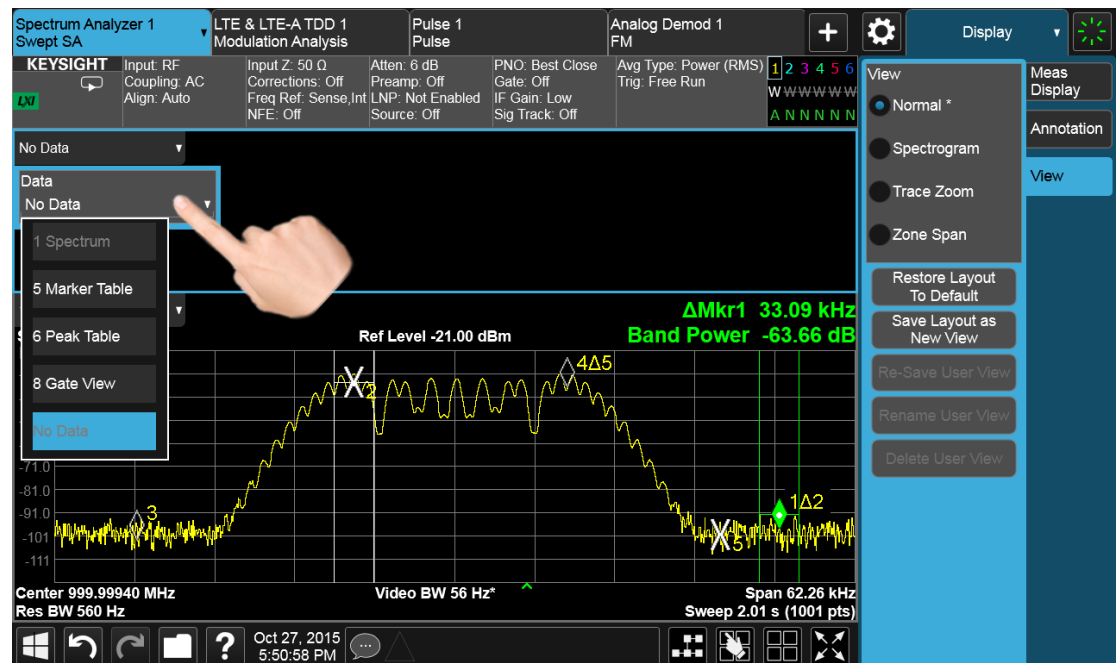 Spectrum Analyzer 1
Swept SA
LTE & LTE-A TDD 1
Modulation Analysis
Pulse 1
Pulse
Analog Demod 1
FM
+
Display
KEYSIGHT
LXI
Input: RF
Coupling: AC
Align: Auto
Input Z: 50 Ω
Corrections: Off
Freq Ref: Sense,Int
NFE: Off
Atten: 6 dB
Preamp: Off
LNP: Not Enabled
Source: Off
PNO: Best Close
Gate: Off
IF Gain: Low
Sig Track: Off
Avg Type: Power (RMS)
Trig: Free Run
1 2 3 4 5 6
W W W W W W
A N N N N N
No Data
Data
No Data
1 Spectrum
5 Marker Table
6 Peak Table
8 Gate View
No Data
ΔMkr1 33.09 kHz
Ref Level -21.00 dBm
Band Power -63.66 dB
2
4Δ5
3
5
1Δ2
-71.0
-81.0
-91.0
-101
-111
Center 999.99940 MHz
Video BW 56 Hz*
Span 62.26 kHz
Res BW 560 Hz
Sweep 2.01 s (1001 pts)
?
Oct 27, 2015
5:50:58 PM
View
Normal *
Spectrogram
Trace Zoom
Zone Span
Restore Layout
To Default
Save Layout as
New View
Re-Save User View
Rename User View
Delete User View
Meas
Display
Annotation
View